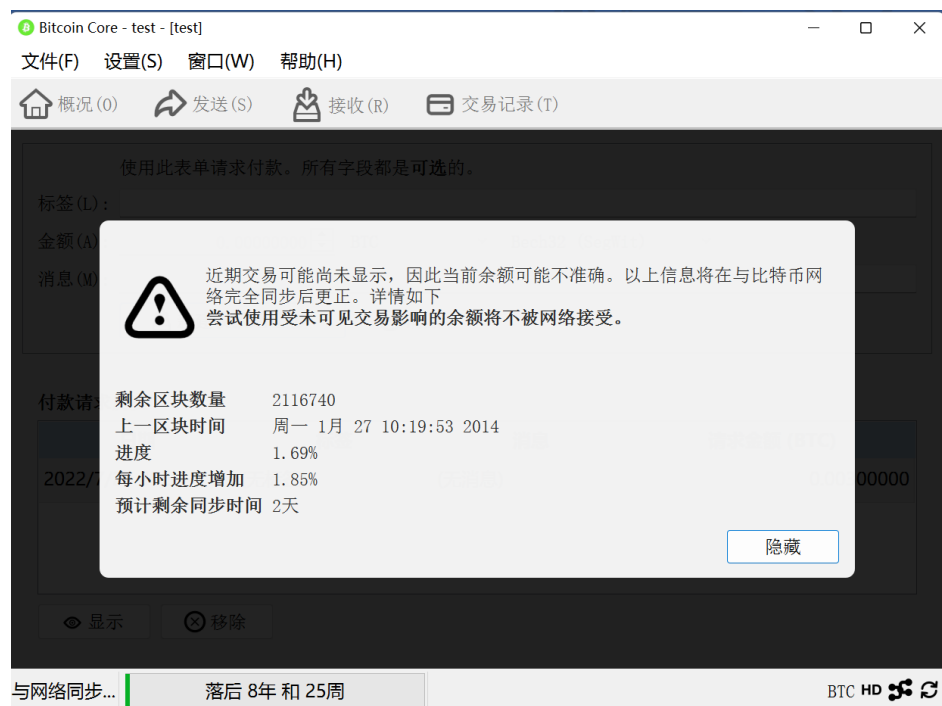 Bitcoin Core - test - [test]
文件(F) 设置(S) 窗口(W) 帮助(H)
概况(O) 发送(S) 接收(R) 交易记录(T)
使用此表单请求付款。所有字段都是可选的。
标签(L):
金额(A)
消息(M)
近期交易可能尚未显示，因此当前余额可能不准确。以上信息将在与比特币网
络完全同步后更正。详情如下
尝试使用受未可见交易影响的余额将不被网络接受。
付款请
剩余区块数量 2116740
上一区块时间 周一 1月 27 10:19:53 2014
进度 1.69%
2022/7
00000
每小时进度增加 1.85%
预计剩余同步时间 2天
隐藏
显示 移除
与网络同步... 落后 8年 和 25周 BTC HD